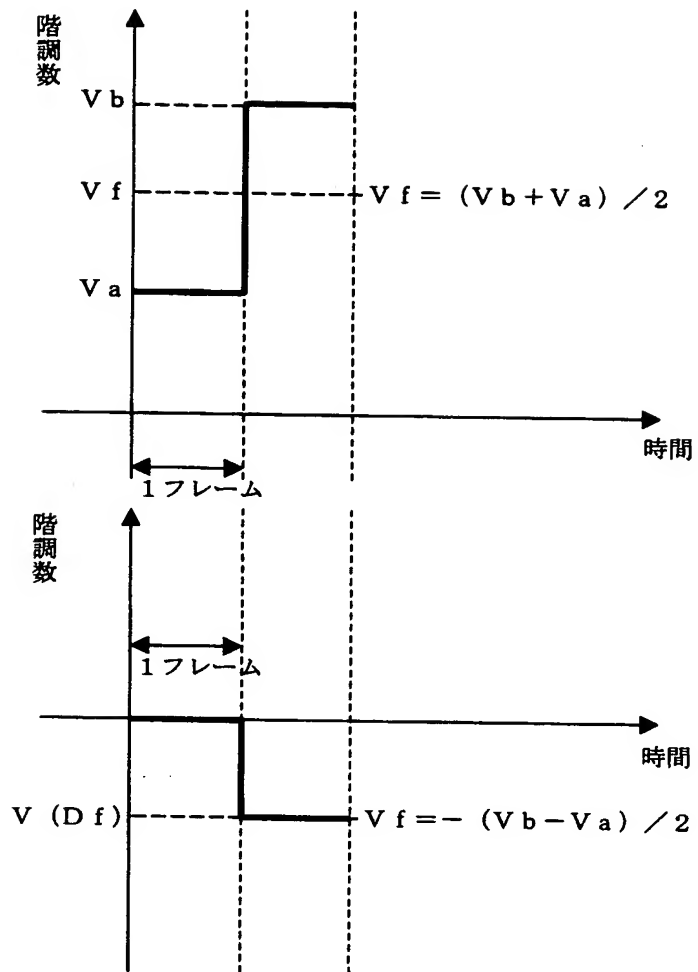 階調数
Vb
Vf
Vf=(Vb+Va)／2
Va
時間
1フレーム
階調数
1フレーム
時間
V(Df)
Vf=-(Vb-Va)／2